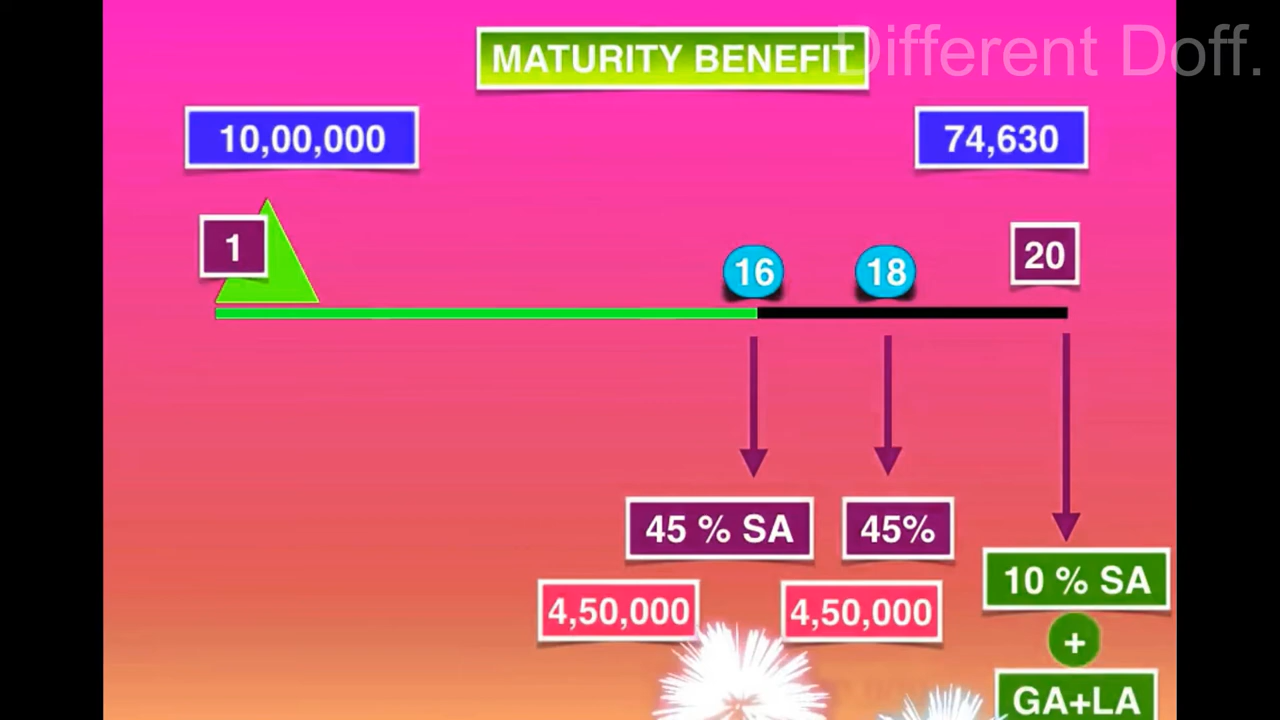 Different Doff.
MATURITY BENEFIT
10,00,000
74,630
1
16
18
20
45 % SA
45%
10 % SA
4,50,000
4,50,000
+
GA+LA